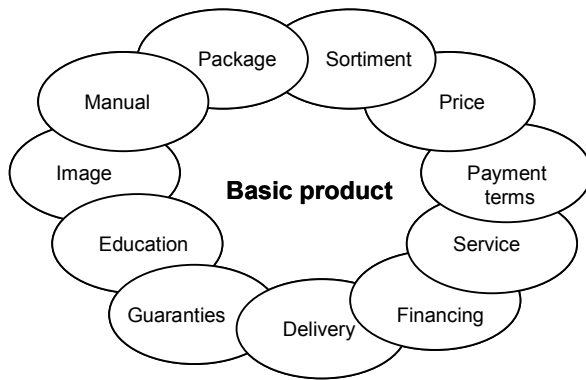 Package
Sortiment
Manual
Price
Image
Payment
terms
Basic product
Education
Service
Guaranties
Delivery
Financing